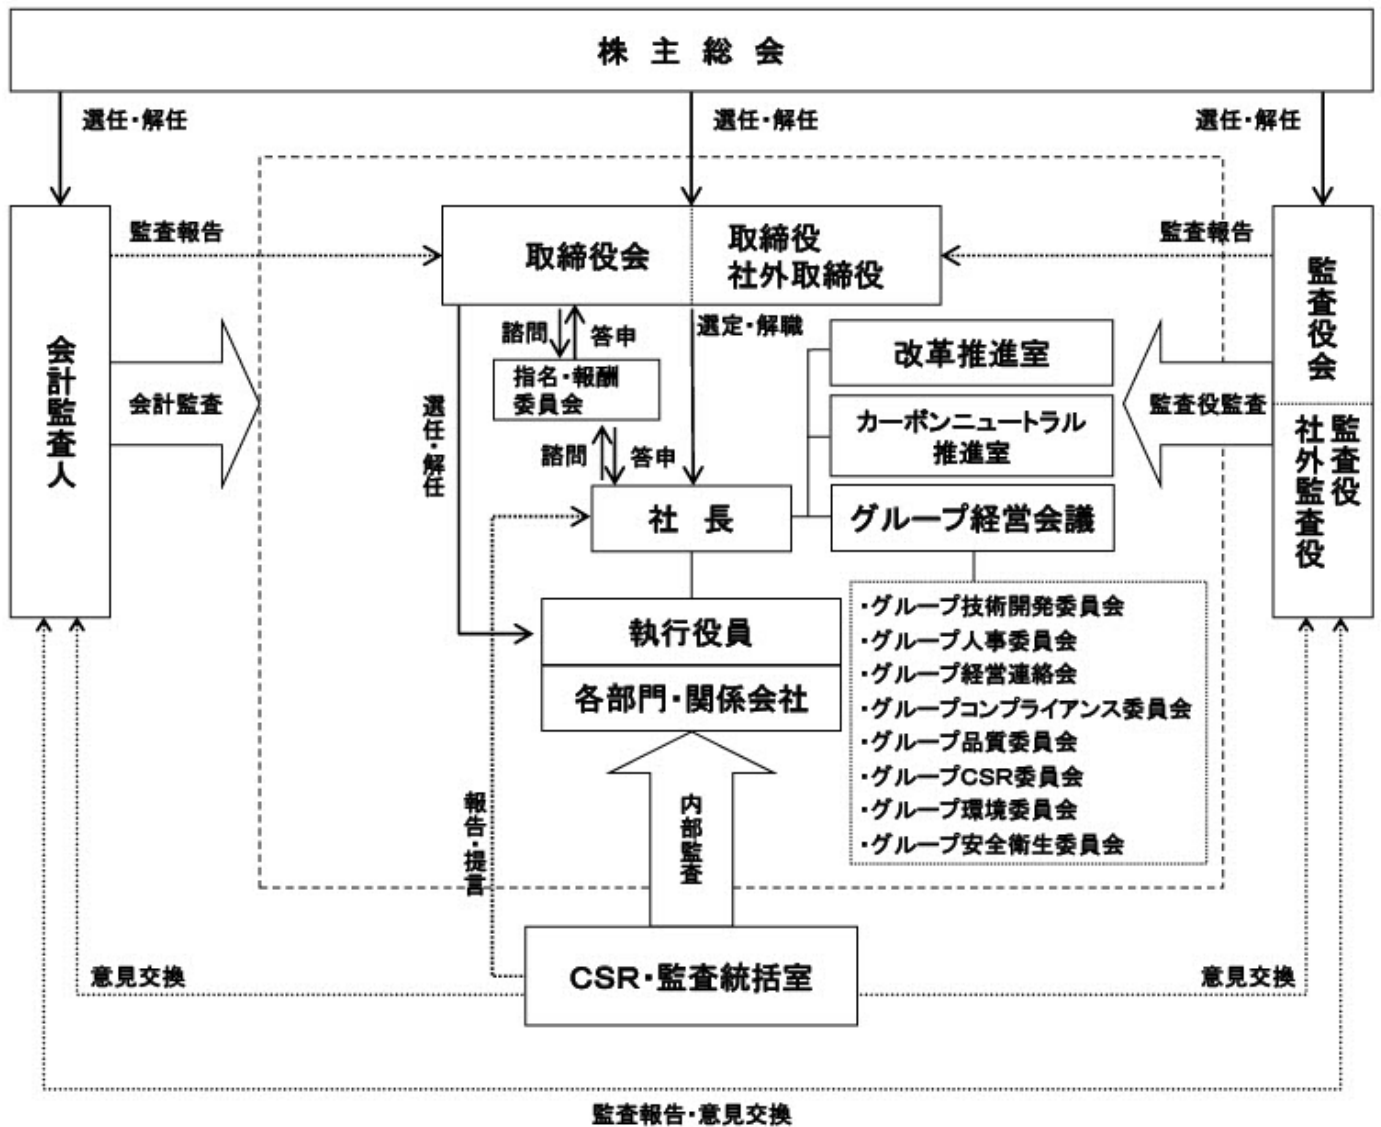 株 主 総 会
選任・解任
選任・解任
選任・解任
監査報告
取締役会
取締役
社外取締役
監査報告
会計監査人
会計監査
監査役会
監査役
社外監査役
監査役監査
諮問
答申
選定・解職
指名・報酬
委員会
選任・解任
諮問
答申
改革推進室
カーボンニュートラル
推進室
社 長
グループ経営会議
執行役員
各部門・関係会社
・グループ技術開発委員会
・グループ人事委員会
・グループ経営連絡会
・グループコンプライアンス委員会
・グループ品質委員会
・グループCSR委員会
・グループ環境委員会
・グループ安全衛生委員会
報告・提言
内部監査
CSR・監査統括室
意見交換
意見交換
監査報告・意見交換